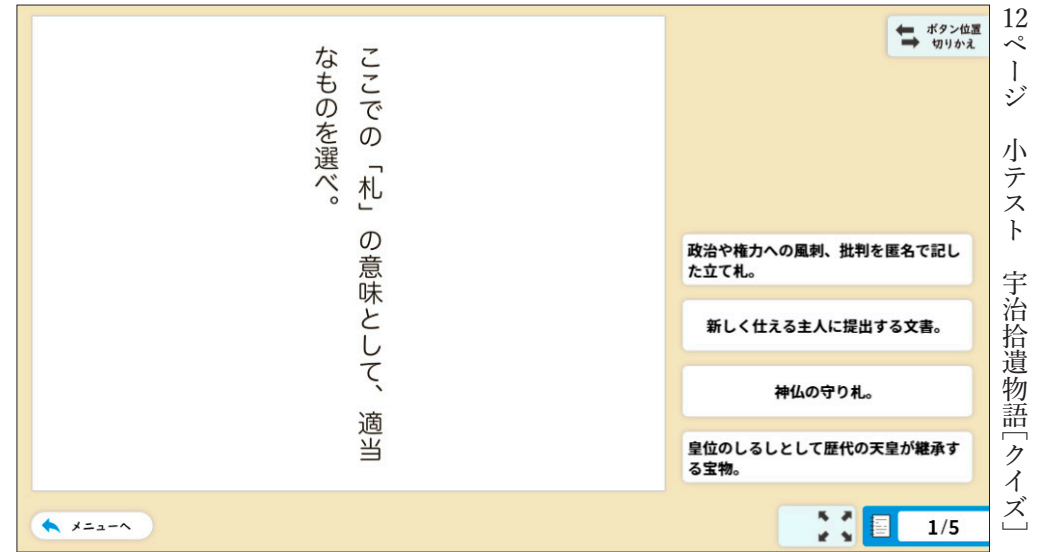 12ページ　小テスト　宇治拾遺物語［クイズ］
ボタン位置
切りかえ
ここでの「札」の意味として、適当
なものを選べ。
政治や権力への風刺、批判を匿名で記し
た立て札。
新しく仕える主人に提出する文書。
神仏の守り札。
皇位のしるしとして歴代の天皇が継承す
る宝物。
メニューへ
1/5